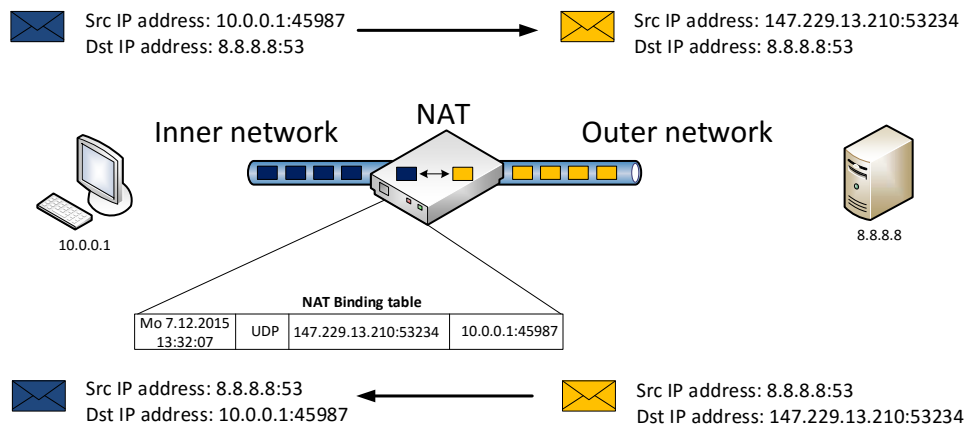 Src IP address: 10.0.0.1:45987
Dst IP address: 8.8.8.8:53
Src IP address: 147.229.13.210:53234
Dst IP address: 8.8.8.8:53
NAT
Inner network
Outer network
10.0.0.1
8.8.8.8
NAT Binding table
Mo 7.12.2015
13:32:07
UDP
147.229.13.210:53234
10.0.0.1:45987
Src IP address: 8.8.8.8:53
Dst IP address: 10.0.0.1:45987
Src IP address: 8.8.8.8:53
Dst IP address: 147.229.13.210:53234